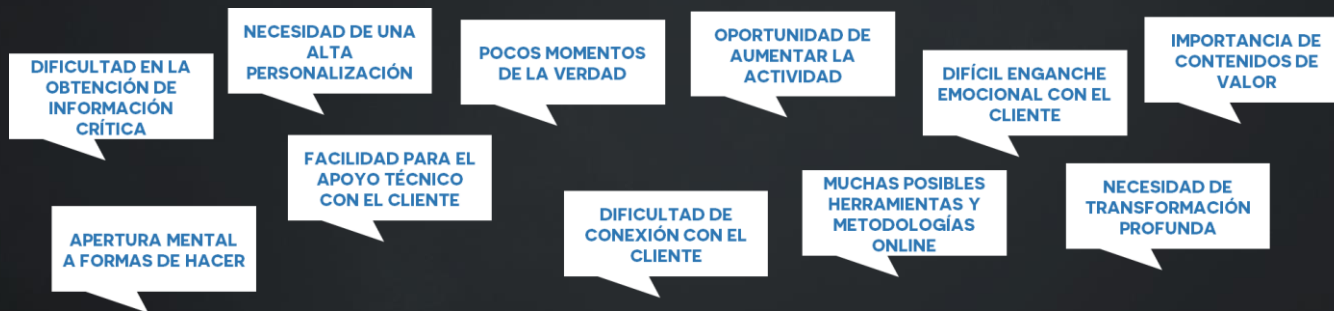 DIFICULTAD EN LA
OBTENCIÓN DE
INFORMACIÓN
CRÍTICA
NECESIDAD DE UNA
ALTA
PERSONALIZACIÓN
POCOS MOMENTOS
DE LA VERDAD
OPORTUNIDAD DE
AUMENTAR LA
ACTIVIDAD
DIFÍCIL ENGANCHE
EMOCIONAL CON EL
CLIENTE
IMPORTANCIA DE
CONTENIDOS DE
VALOR
APERTURA MENTAL
A FORMAS DE HACER
FACILIDAD PARA EL
APOYO TÉCNICO
CON EL CLIENTE
DIFICULTAD DE
CONEXIÓN CON EL
CLIENTE
MUCHAS POSIBLES
HERRAMIENTAS Y
METODOLOGÍAS
ONLINE
NECESIDAD DE
TRANSFORMACIÓN
PROFUNDA